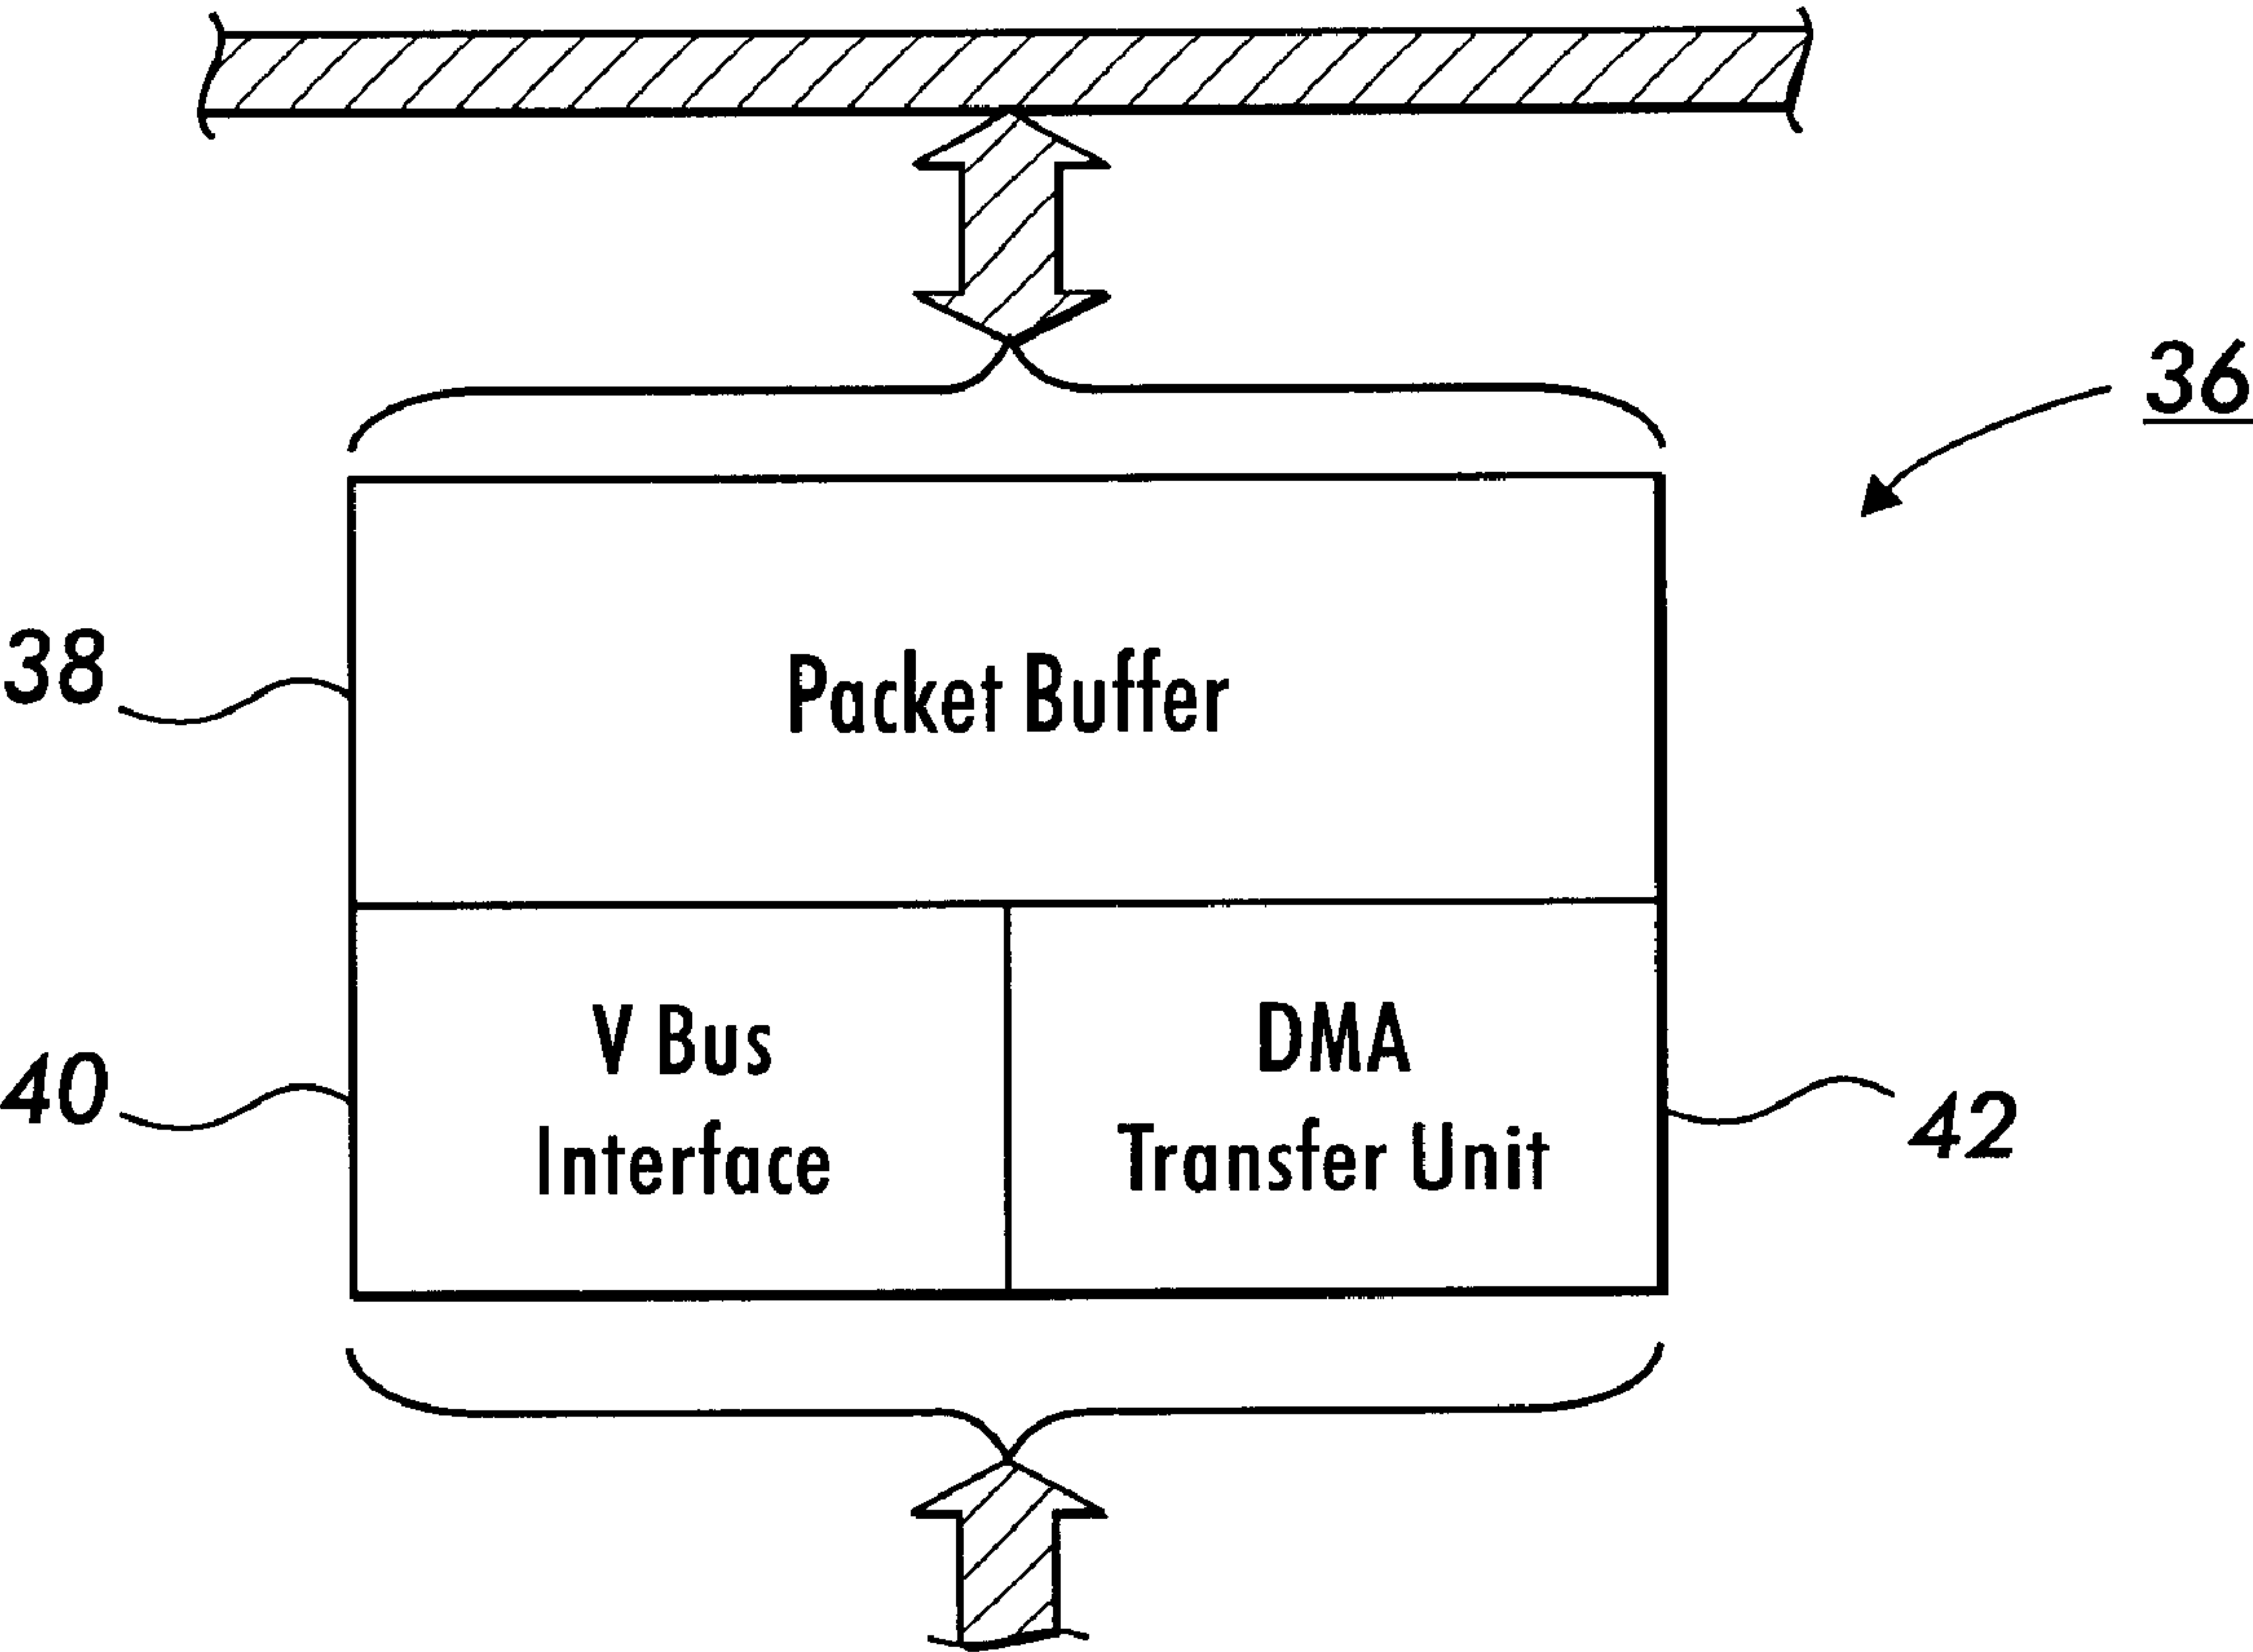 36
38
Packet Buffer
40
V Bus
Interface
DMA
Transfer Unit
42